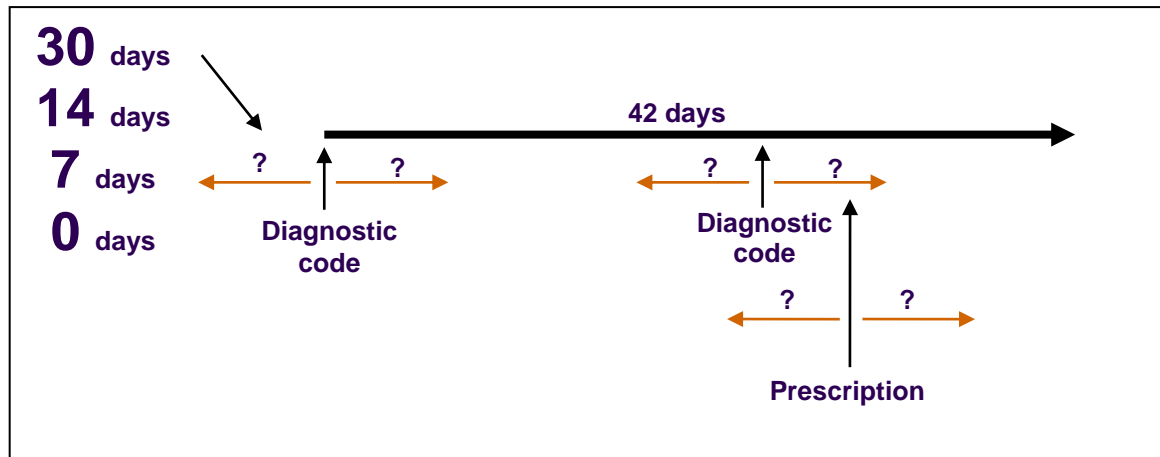 30 days
14 days
7 days
0 days
42 days
?
?
?
?
Diagnostic
code
Diagnostic
code
?
?
Prescription